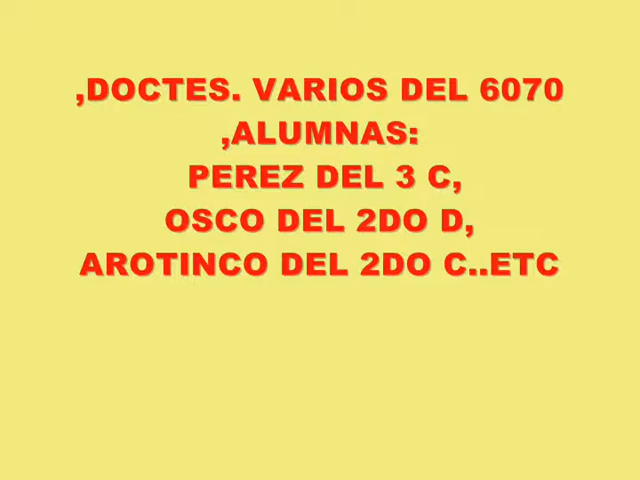 ,DOCTES. VARIOS DEL 6070
,ALUMNAS:
PEREZ DEL 3 C,
OSCO DEL 2DO D,
AROTINCO DEL 2DO C..ETC